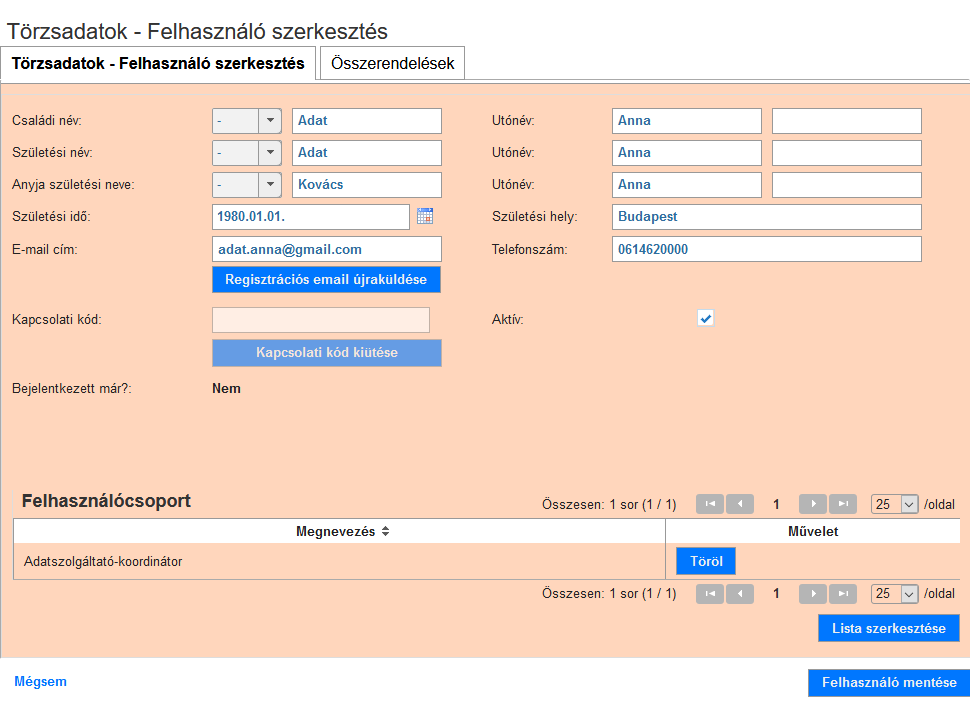 Törzsadatok - Felhasználó szerkesztés
Törzsadatok - Felhasználó szerkesztés Összerendelések
Családi név: - Adat Utónév: Anna
Születési név: - Adat Utónév: Anna
Anyja születési neve: - Kovács Utónév: Anna
Születési idő: 1980.01.01. Születési hely: Budapest
E-mail cím: adat.anna@gmail.com Telefonszám: 0614620000
Regisztrációs email újraküldése
Kapcsolati kód: Aktív:
Kapcsolati kód kiütése
Bejelentkezett már?: Nem
Felhasználócsoport Összesen: 1 sor (1 / 1) 1 25 /oldal
Megnevezés Művelet
Adatszolgáltató-koordinátor Töröl
Összesen: 1 sor (1 / 1) 1 25 /oldal
Lista szerkesztése
Mégsem Felhasználó mentése